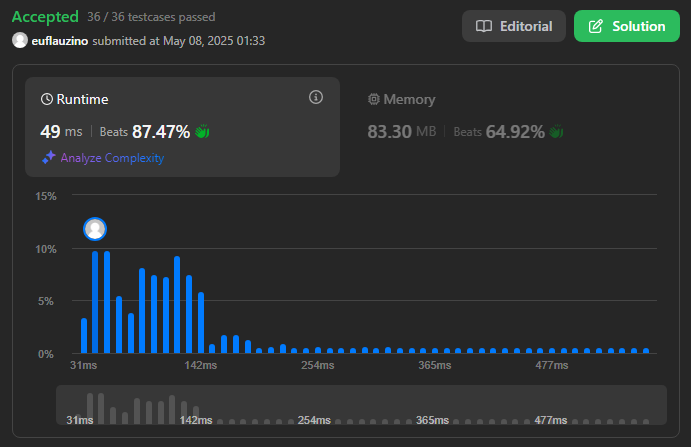 Accepted 36 / 36 testcases passed
euflauzino submitted at May 08, 2025 01:33
Editorial
Solution
Runtime
49 ms Beats 87.47%
Analyze Complexity
Memory
83.30 MB Beats 64.92%
15%
10%
5%
0%
31ms 142ms 254ms 365ms 477ms
31ms 142ms 254ms 365ms 477ms